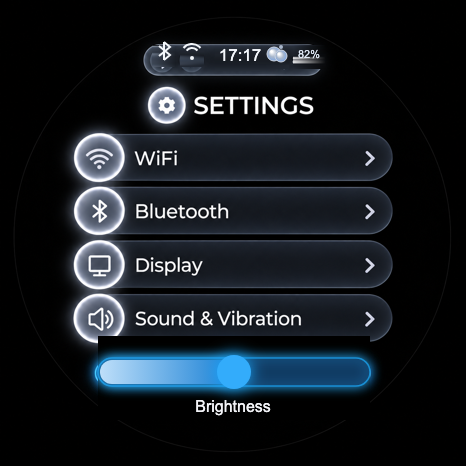 17:17 82%
SETTINGS
WiFi
Bluetooth
Display
Sound & Vibration
Brightness